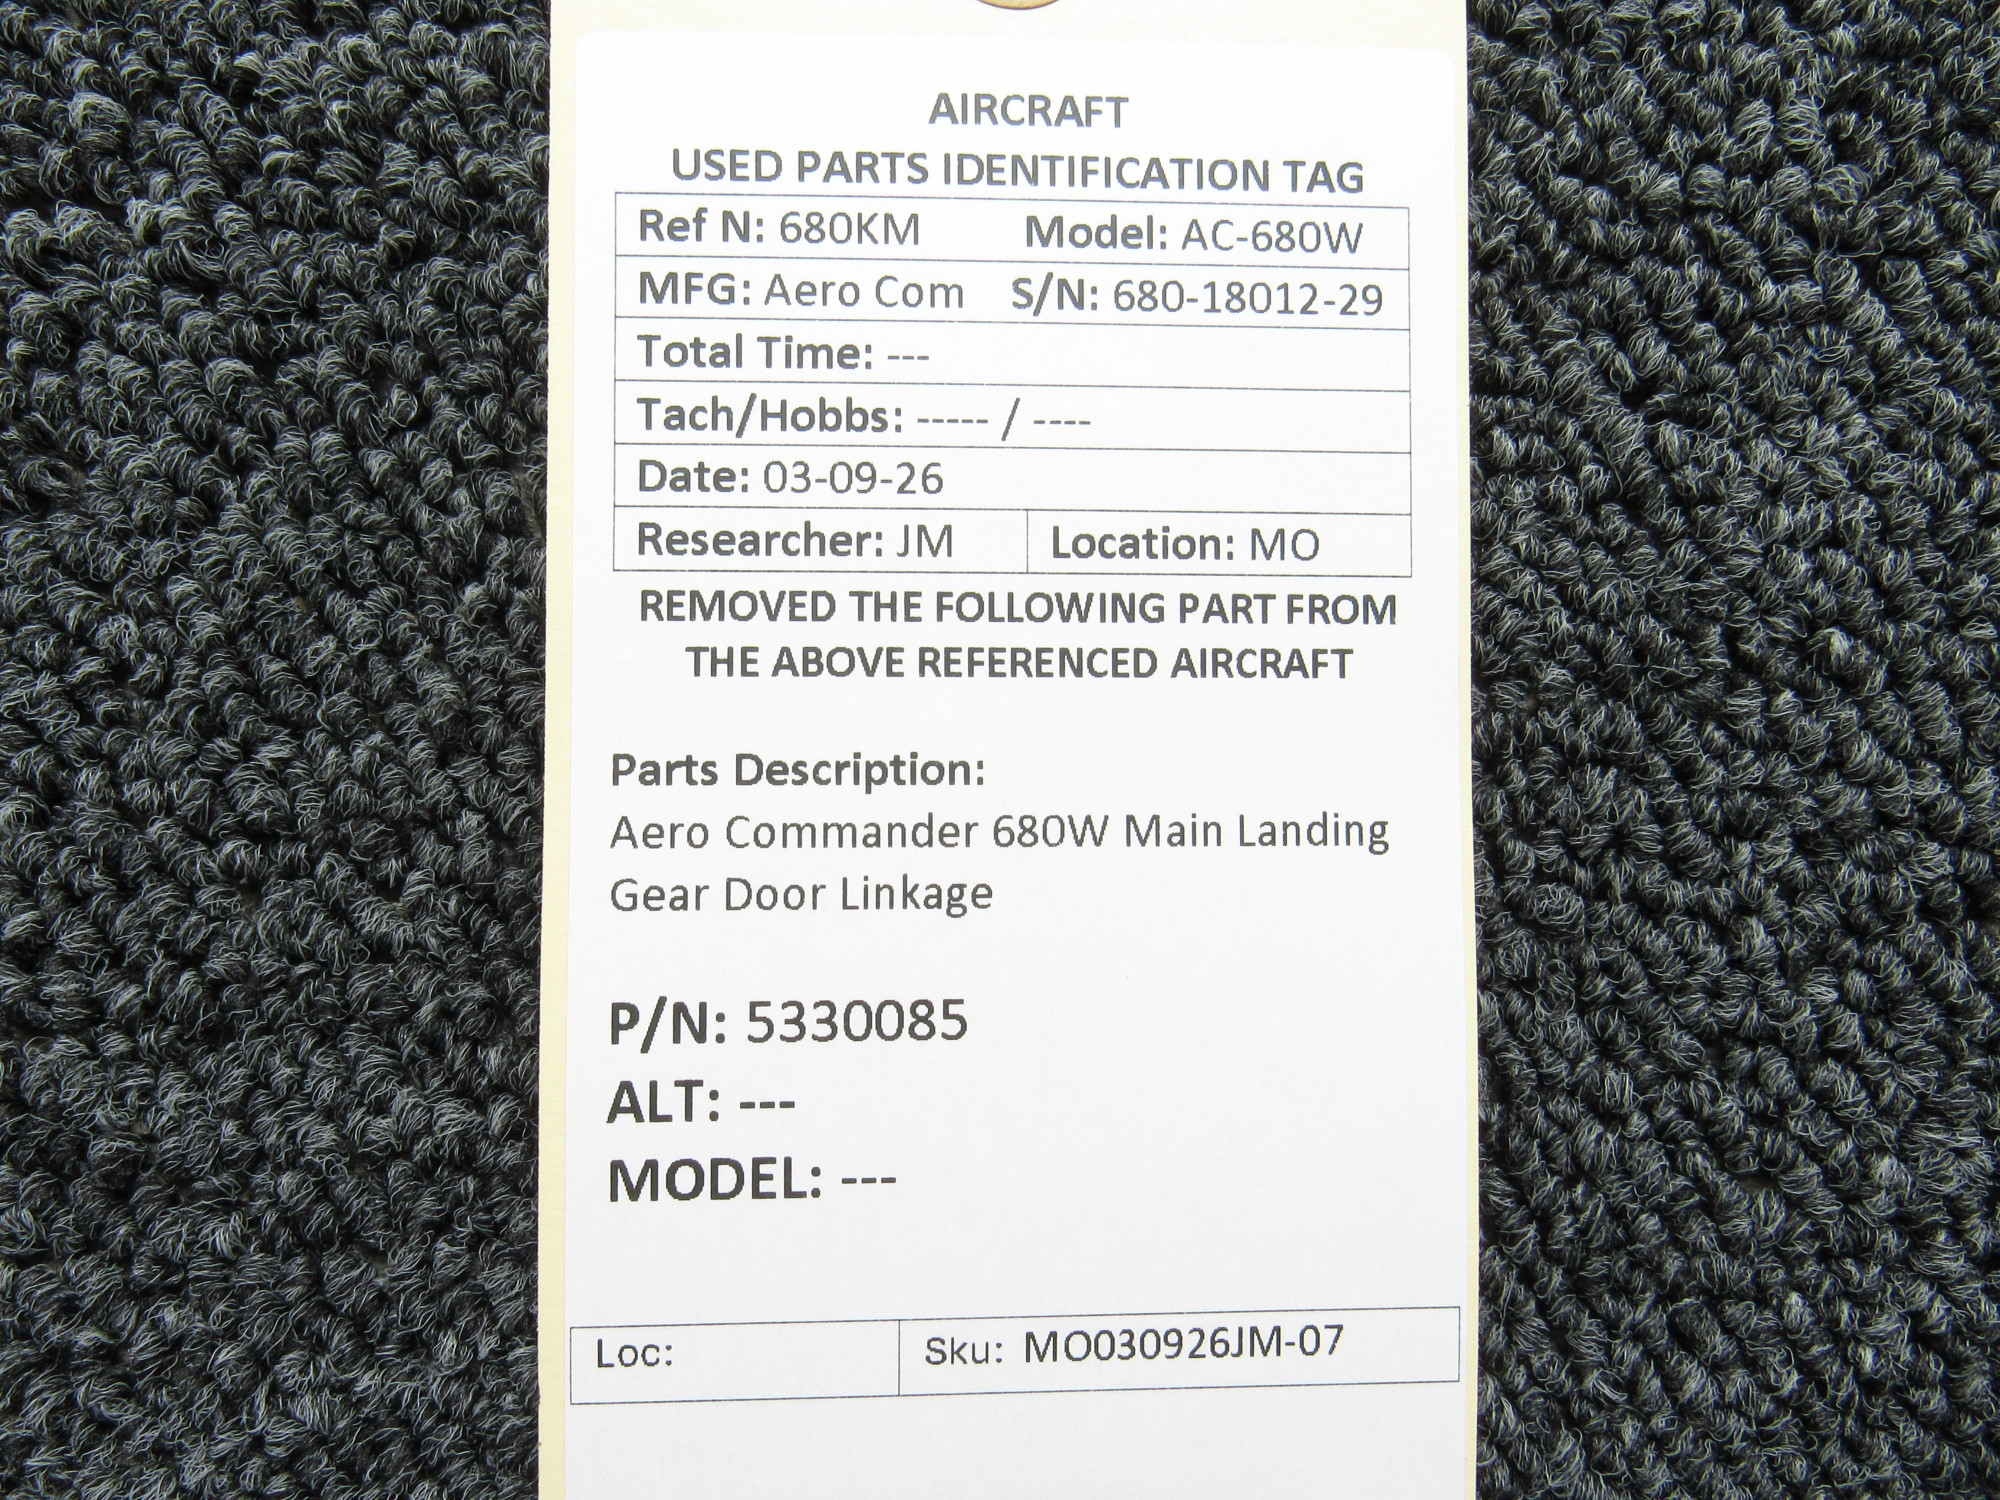 AIRCRAFT
USED PARTS IDENTIFICATION TAG
Ref N: 680KM Model: AC-680W
MFG: Aero Com S/N: 680-18012-29
Total Time: ---
Tach/Hobbs: ----- / ----
Date: 03-09-26
Researcher: JM Location: MO
REMOVED THE FOLLOWING PART FROM
THE ABOVE REFERENCED AIRCRAFT
Parts Description:
Aero Commander 680W Main Landing
Gear Door Linkage
P/N: 5330085
ALT: ---
MODEL: ---
Loc: Sku: MO030926JM-07